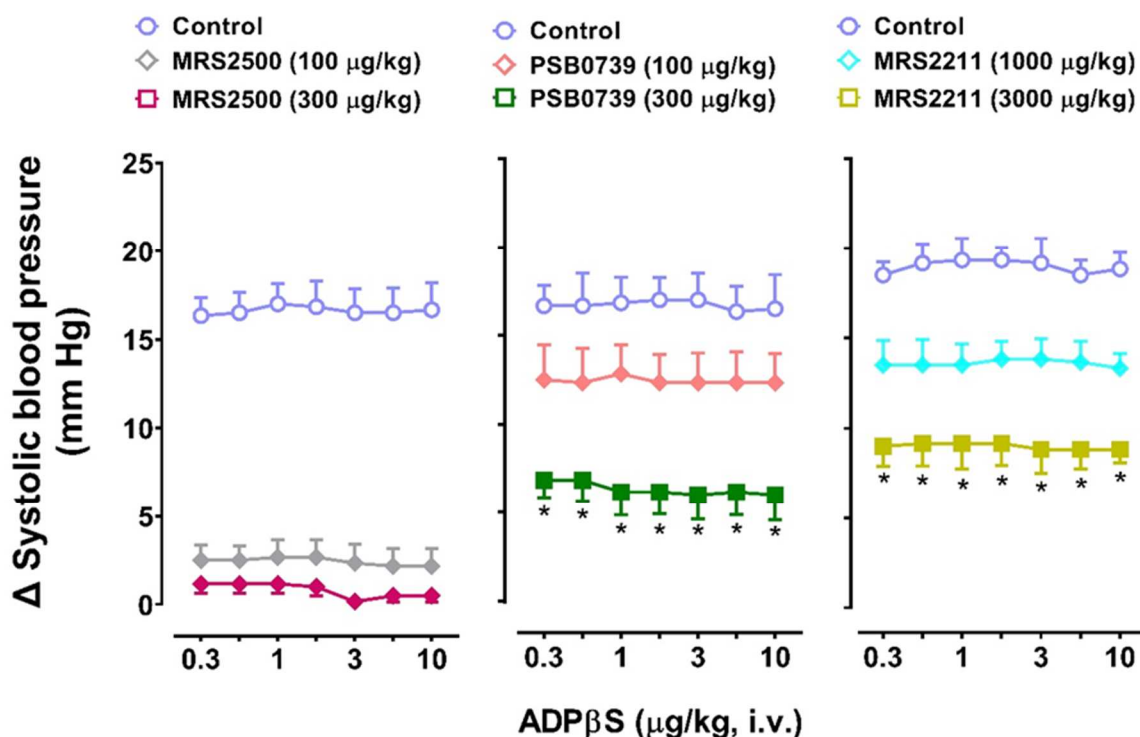 Control
MRS2500 (100 μg/kg)
MRS2500 (300 μg/kg)
Control
PSB0739 (100 μg/kg)
PSB0739 (300 μg/kg)
Control
MRS2211 (1000 μg/kg)
MRS2211 (3000 μg/kg)
Δ Systolic blood pressure
(mm Hg)
25
20
15
10
5
0
* * * * * * *
* * * * * * *
0.3 1 3 10
0.3 1 3 10
0.3 1 3 10
ADPβS (μg/kg, i.v.)